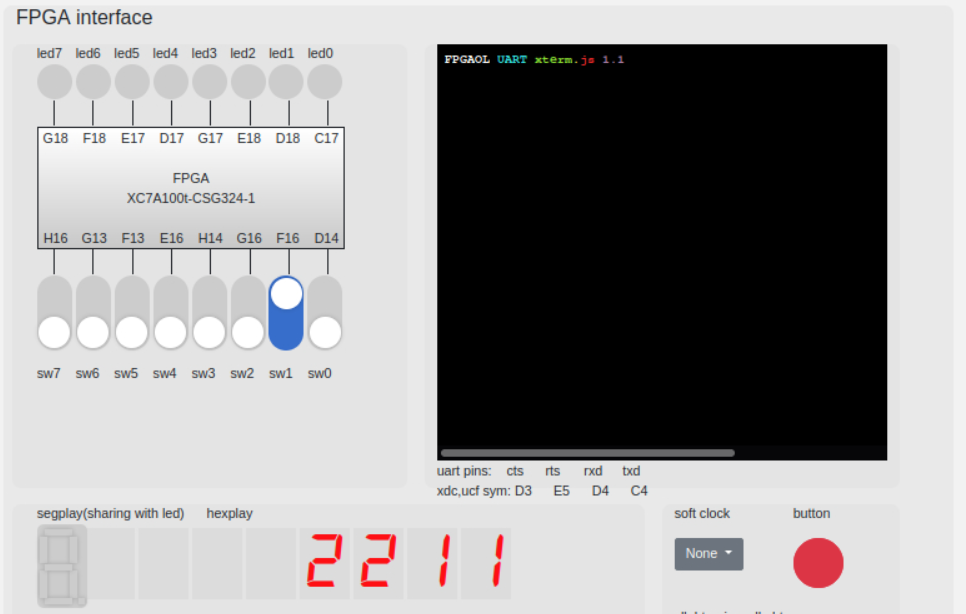 FPGA interface
led7 led6 led5 led4 led3 led2 led1 led0
G18 F18 E17 D17 G17 E18 D18 C17
FPGA
XC7A100t-CSG324-1
H16 G13 F13 E16 H14 G16 F16 D14
sw7 sw6 sw5 sw4 sw3 sw2 sw1 sw0
FPGAOL UART xterm.js 1.1
uart pins: cts rts rxd txd
xdc,ucf sym: D3 E5 D4 C4
segplay(sharing with led) hexplay
2211
soft clock button
None